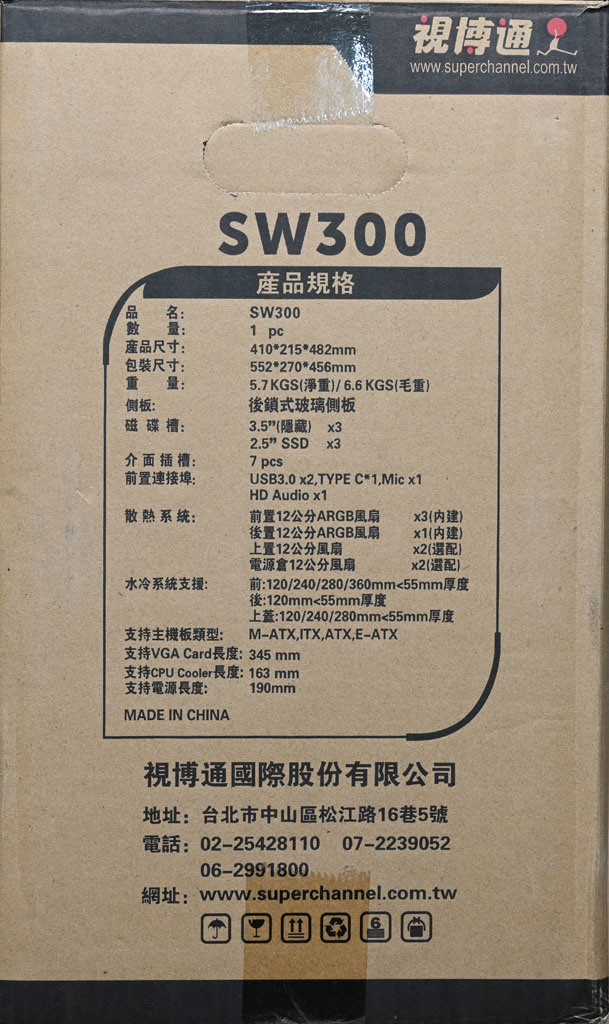 視博通
www.superchannel.com.tw
SW300
產品規格
品 名: SW300
數 量: 1 pc
產品尺寸: 410*215*482mm
包裝尺寸: 552*270*456mm
重 量: 5.7 KGS(淨重)/ 6.6 KGS(毛重)
側板: 後鎖式玻璃側板
磁 碟 槽: 3.5”(隱藏) x3
2.5” SSD x3
介 面 插 槽: 7 pcs
前置連接埠: USB3.0 x2,TYPE C*1,Mic x1
HD Audio x1
散 熱 系 統: 前置12公分ARGB風扇 x3(內建)
後置12公分ARGB風扇 x1(內建)
上置12公分風扇 x2(選配)
電源倉12公分風扇 x2(選配)
水冷系統支援: 前:120/240/280/360mm<55mm厚度
後:120mm<55mm厚度
上蓋:120/240/280mm<55mm厚度
支持主機板類型: M-ATX,ITX,ATX,E-ATX
支持VGA Card長度: 345 mm
支持CPU Cooler長度: 163 mm
支持電源長度: 190mm
MADE IN CHINA
視博通國際股份有限公司
地址: 台北市中山區松江路16巷5號
電話: 02-25428110 07-2239052
06-2991800
網址: www.superchannel.com.tw
6